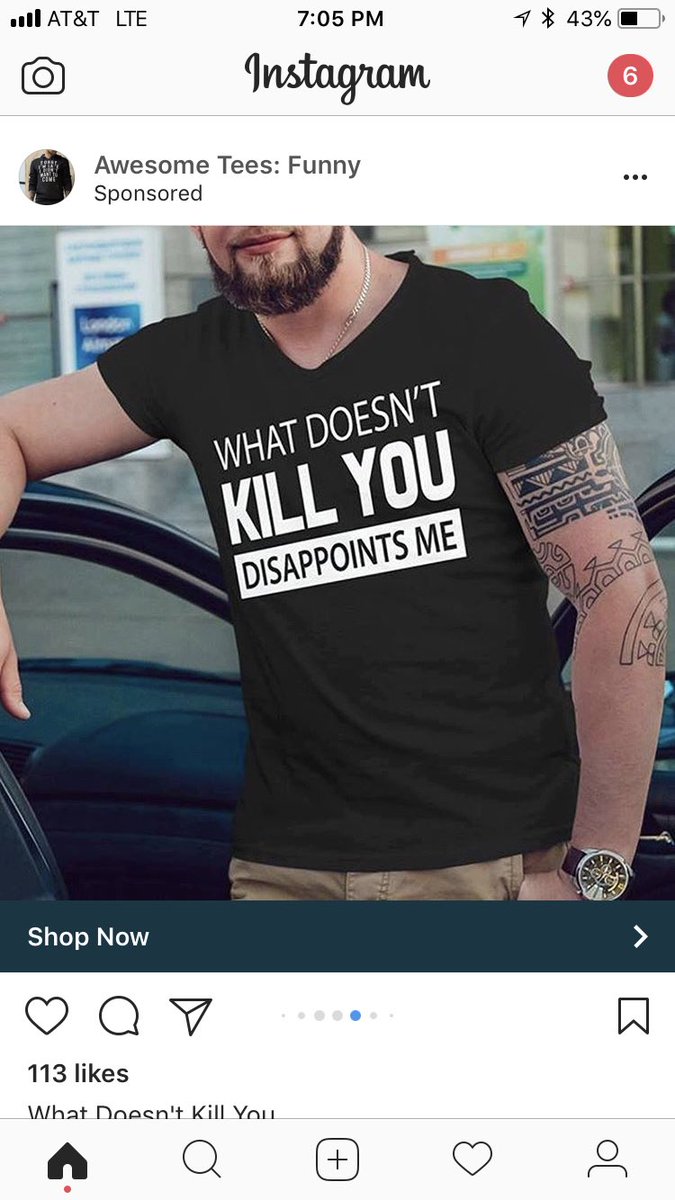 AT&T LTE 7:05 PM 43%
Instagram 6
Awesome Tees: Funny
Sponsored
London
WHAT DOESN'T
KILL YOU
DISAPPOINTS ME
Shop Now
113 likes
What Doesn't Kill You